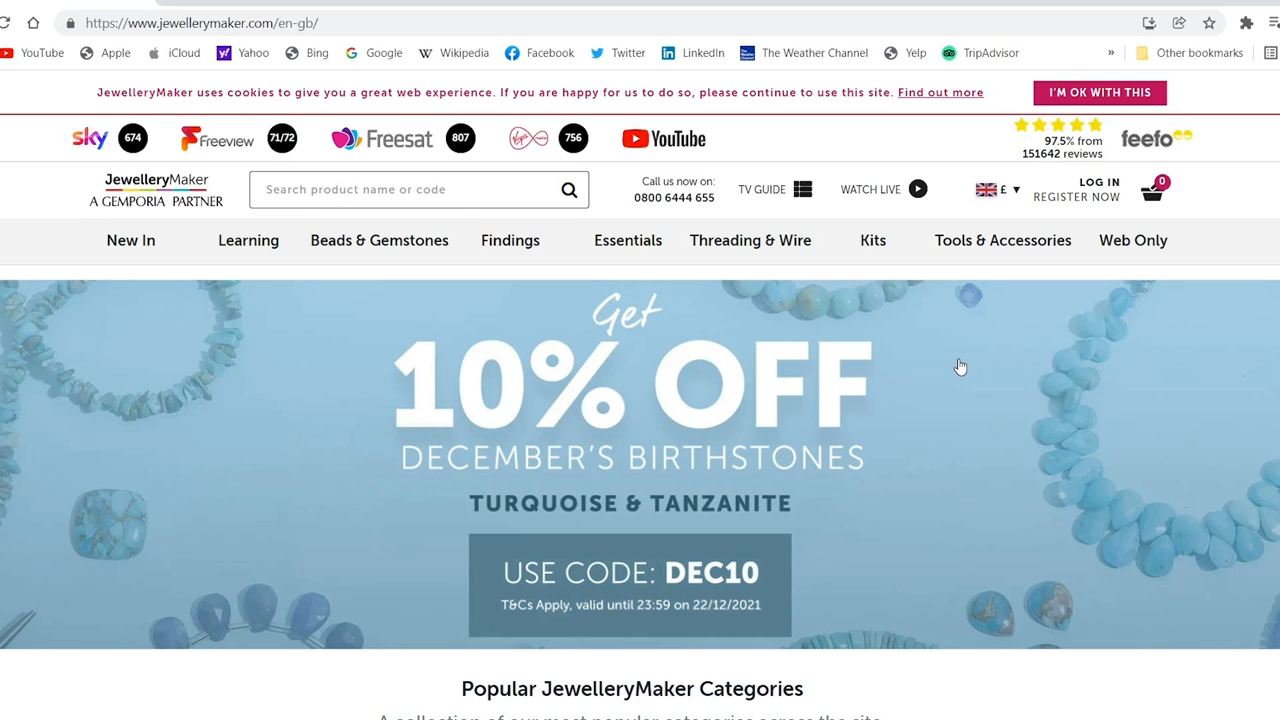 https://www.jewellerymaker.com/en-gb/
YouTube Apple iCloud Yahoo Bing Google Wikipedia Facebook Twitter LinkedIn The Weather Channel Yelp TripAdvisor » Other bookmarks
JewelleryMaker uses cookies to give you a great web experience. If you are happy for us to do so, please continue to use this site. Find out more I'M OK WITH THIS
sky 674 Freeview 71/72 Freesat 807 Virgin media 756 YouTube
97.5% from
151642 reviews
feefo
JewelleryMaker
A GEMPORIA PARTNER
Search product name or code
Call us now on:
0800 6444 655
TV GUIDE WATCH LIVE £ ▼
LOG IN
REGISTER NOW
0
New In Learning Beads & Gemstones Findings Essentials Threading & Wire Kits Tools & Accessories Web Only
Get
10% OFF
DECEMBER'S BIRTHSTONES
TURQUOISE & TANZANITE
USE CODE: DEC10
T&Cs Apply, valid until 23:59 on 22/12/2021
Popular JewelleryMaker Categories
A collection of our most popular categories across the site